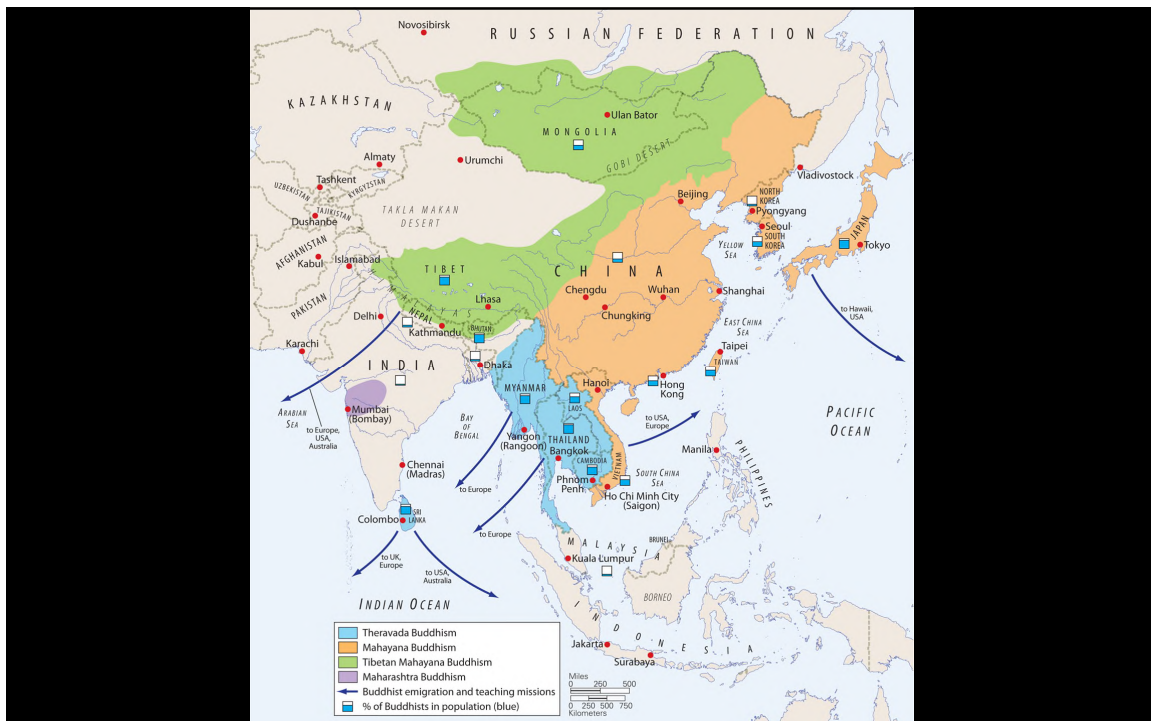 Novosibirsk
RUSSIAN FEDERATION
KAZAKHSTAN
Ulan Bator
MONGOLIA
GOBI DESERT
Almaty
Urumchi
Vladivostock
Tashkent
UZBEKISTAN
KYRGYZSTAN
TAJIKISTAN
Dushanbe
TAKLA MAKAN
DESERT
Beijing
NORTH
KOREA
Pyongyang
Seoul
SOUTH
KOREA
JAPAN
Tokyo
YELLOW
SEA
AFGHANISTAN
Kabul
Islamabad
TIBET
CHINA
PAKISTAN
HIMALAYAS
Lhasa
Chengdu
Wuhan
Shanghai
Chungking
to Hawaii,
USA
Delhi
NEPAL
Kathmandu
BHUTAN
EAST CHINA
SEA
Karachi
INDIA
Dhaka
Taipei
TAIWAN
MYANMAR
Hanoi
Hong
Kong
LAOS
Mumbai
(Bombay)
ARABIAN
SEA
to Europe,
USA,
Australia
BAY
OF
BENGAL
Yangon
(Rangoon)
THAILAND
Bangkok
to USA,
Europe
PACIFIC
OCEAN
CAMBODIA
VIETNAM
Manila
PHILIPPINES
Chennai
(Madras)
Phnom
Penh
SOUTH CHINA
SEA
to Europe
Ho Chi Minh City
(Saigon)
Colombo
SRI
LANKA
to Europe
MALAYSIA
BRUNEI
Kuala Lumpur
to UK,
Europe
to USA,
Australia
BORNEO
INDIAN OCEAN
INDONESIA
Jakarta
Surabaya
Theravada Buddhism
Mahayana Buddhism
Tibetan Mahayana Buddhism
Maharashtra Buddhism
Buddhist emigration and teaching missions
% of Buddhists in population (blue)
Miles
0 250 500
0 250 500 750
Kilometers